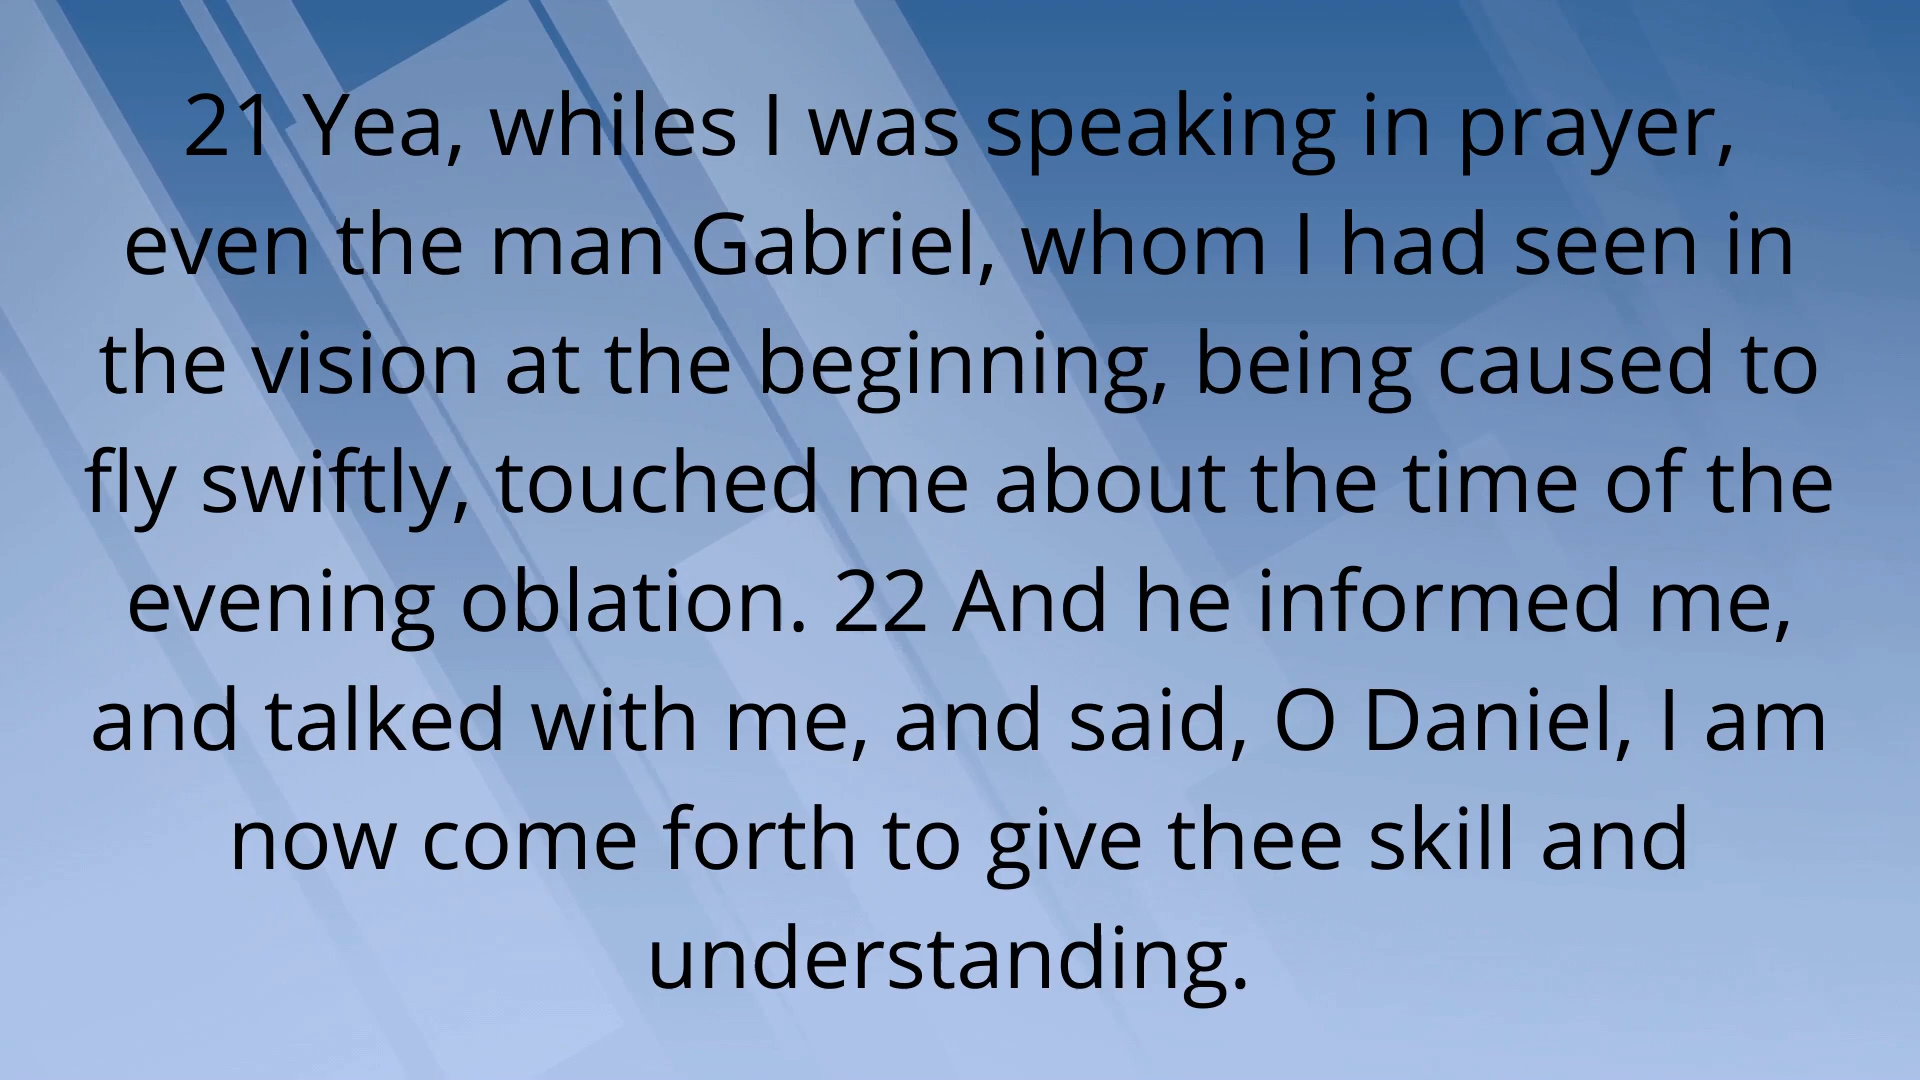 21 Yea, whiles I was speaking in prayer,
even the man Gabriel, whom I had seen in
the vision at the beginning, being caused to
fly swiftly, touched me about the time of the
evening oblation. 22 And he informed me,
and talked with me, and said, O Daniel, I am
now come forth to give thee skill and
understanding.